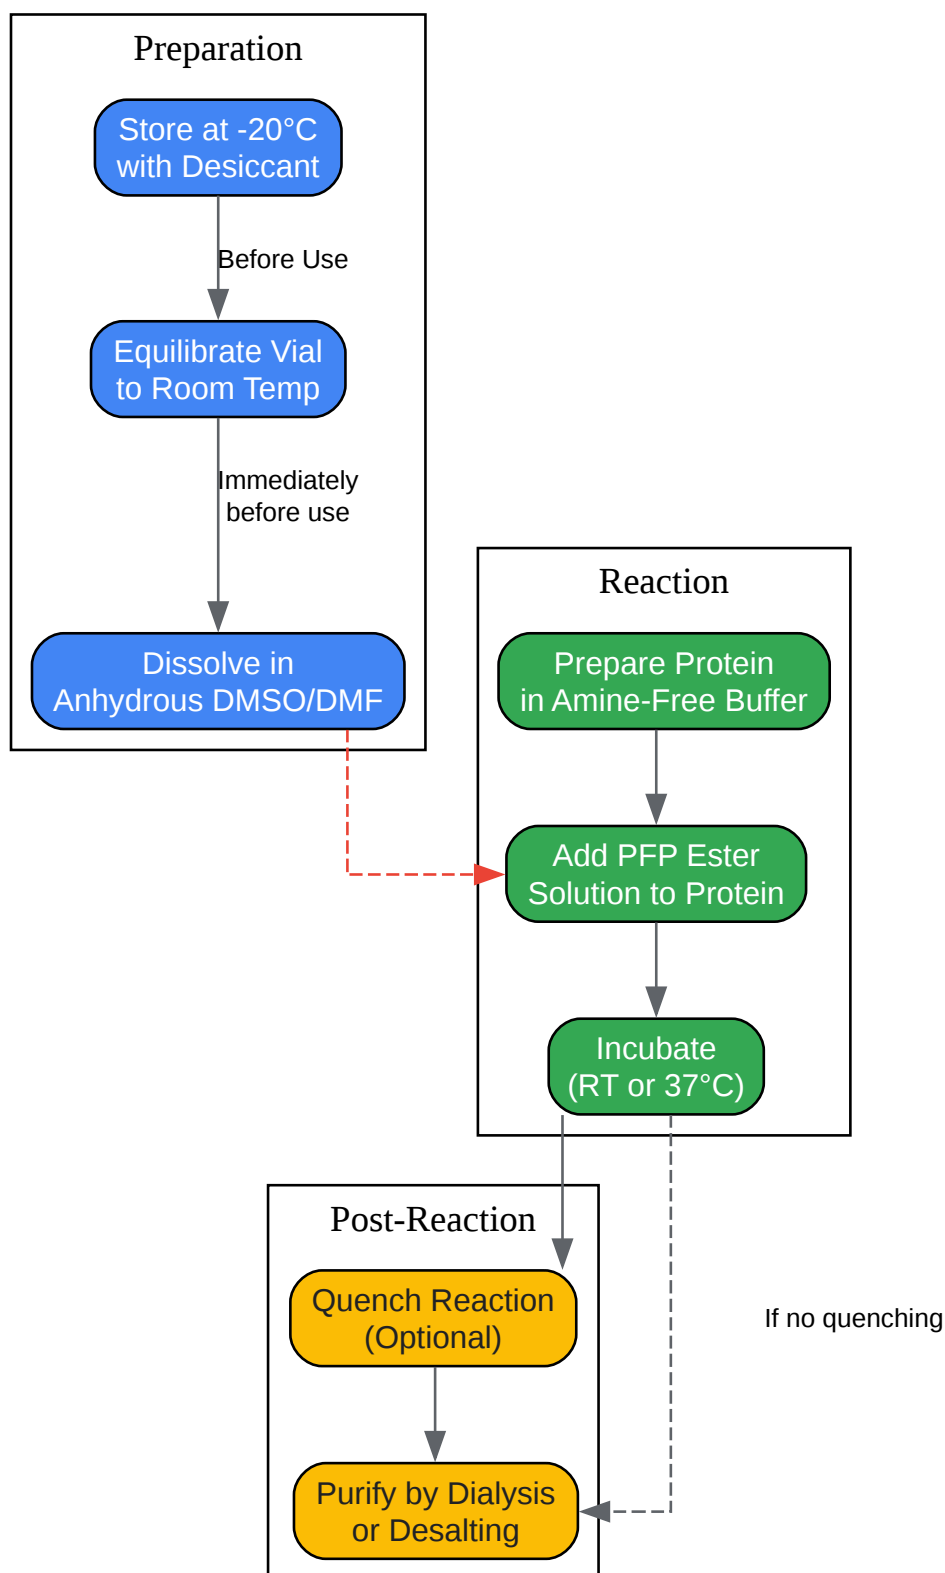 Preparation
Store at -20°C
with Desiccant
Before Use
Equilibrate Vial
to Room Temp
Immediately
before use
Dissolve in
Anhydrous DMSO/DMF
Reaction
Prepare Protein
in Amine-Free Buffer
Add PFP Ester
Solution to Protein
Incubate
(RT or 37°C)
Post-Reaction
Quench Reaction
(Optional)
If no quenching
Purify by Dialysis
or Desalting